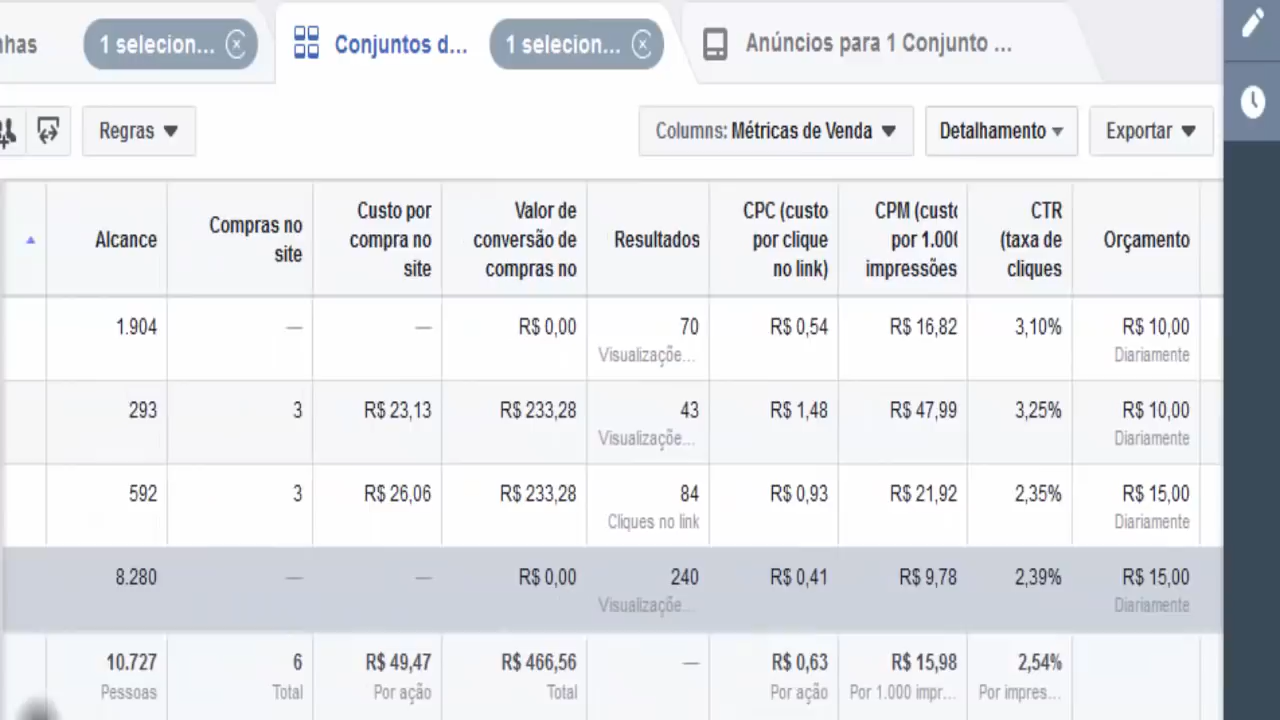 nhas 1 selecion... Conjuntos d... 1 selecion... Anúncios para 1 Conjunto ...
Regras Columns: Métricas de Venda Detalhamento Exportar
Alcance Compras no site Custo por compra no site Valor de conversão de compras no Resultados CPC (custo por clique no link) CPM (custo por 1.000 impressões CTR (taxa de cliques Orçamento
1.904 — — R$ 0,00 70 R$ 0,54 R$ 16,82 3,10% R$ 10,00
Visualizaçõe... Diariamente
293 3 R$ 23,13 R$ 233,28 43 R$ 1,48 R$ 47,99 3,25% R$ 10,00
Visualizaçõe... Diariamente
592 3 R$ 26,06 R$ 233,28 84 R$ 0,93 R$ 21,92 2,35% R$ 15,00
Cliques no link Diariamente
8.280 — — R$ 0,00 240 R$ 0,41 R$ 9,78 2,39% R$ 15,00
Visualizaçõe... Diariamente
10.727 6 R$ 49,47 R$ 466,56 — R$ 0,63 R$ 15,98 2,54%
Pessoas Total Por ação Total Por ação Por 1.000 impr... Por impres...